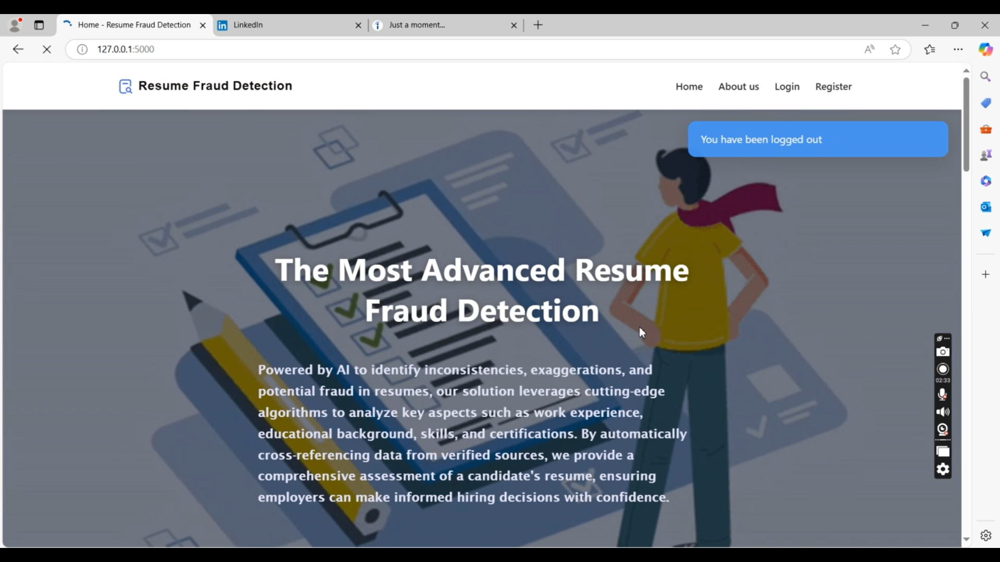 Home - Resume Fraud Detection
LinkedIn
Just a moment...
127.0.0.1:5000
Resume Fraud Detection
Home About us Login Register
You have been logged out
The Most Advanced Resume
Fraud Detection
Powered by AI to identify inconsistencies, exaggerations, and
potential fraud in resumes, our solution leverages cutting-edge
algorithms to analyze key aspects such as work experience,
educational background, skills, and certifications. By automatically
cross-referencing data from verified sources, we provide a
comprehensive assessment of a candidate's resume, ensuring
employers can make informed hiring decisions with confidence.
02:33